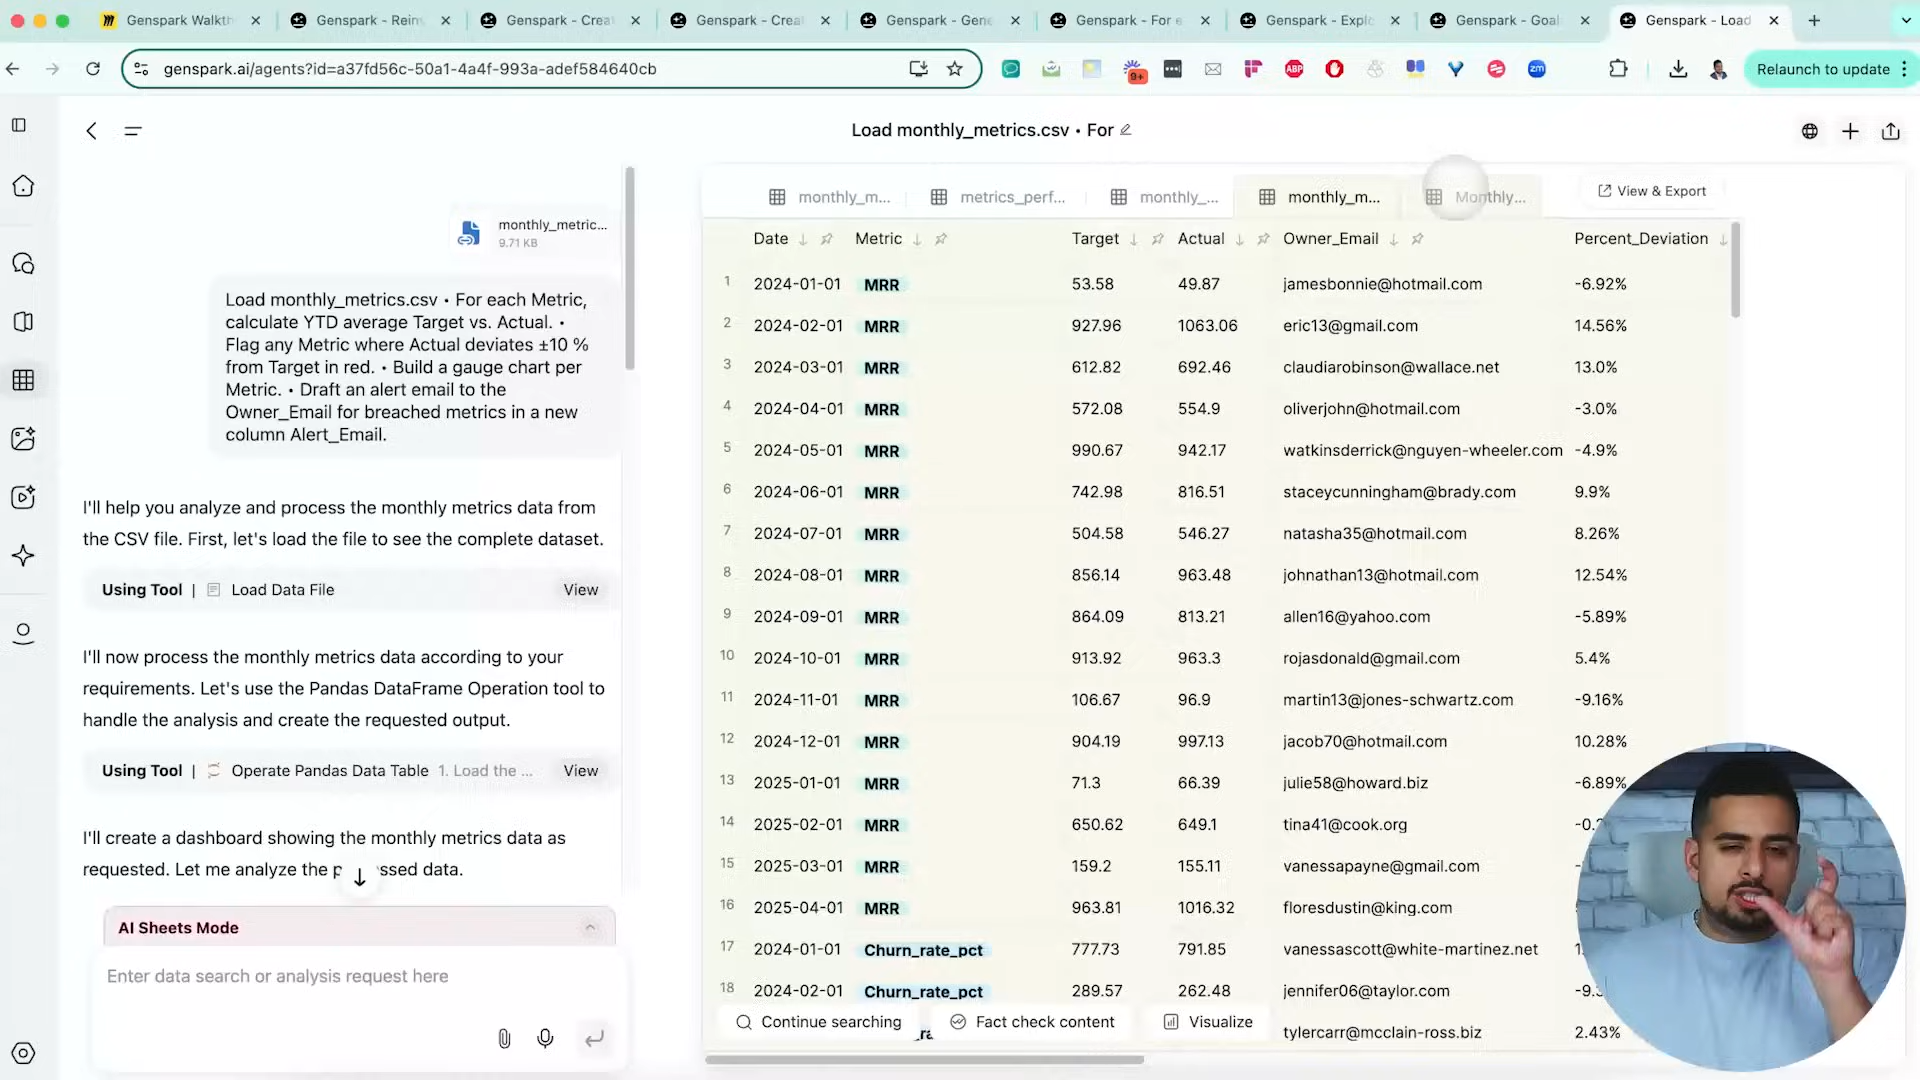 Genspark Walkth
Genspark - Reins
Genspark - Creat
Genspark - Creat
Genspark - Gene
Genspark - For e
Genspark - Explo
Genspark - Goal
Genspark - Load
genspark.ai/agents?id=a37fd56c-50a1-4a4f-993a-adef584640cb
9+
ABP
zm
Relaunch to update
Load monthly_metrics.csv • For
monthly_metric...
9.71 KB
Load monthly_metrics.csv • For each Metric,
calculate YTD average Target vs. Actual. •
Flag any Metric where Actual deviates ±10 %
from Target in red. • Build a gauge chart per
Metric. • Draft an alert email to the
Owner_Email for breached metrics in a new
column Alert_Email.
I'll help you analyze and process the monthly metrics data from
the CSV file. First, let's load the file to see the complete dataset.
Using Tool | Load Data File View
I'll now process the monthly metrics data according to your
requirements. Let's use the Pandas DataFrame Operation tool to
handle the analysis and create the requested output.
Using Tool | Operate Pandas Data Table 1. Load the ... View
I'll create a dashboard showing the monthly metrics data as
requested. Let me analyze the p ssed data.
AI Sheets Mode
Enter data search or analysis request here
monthly_m...
metrics_perf...
monthly_...
monthly_m...
Monthly...
View & Export
Date Metric Target Actual Owner_Email Percent_Deviation
1 2024-01-01 MRR 53.58 49.87 jamesbonnie@hotmail.com -6.92%
2 2024-02-01 MRR 927.96 1063.06 eric13@gmail.com 14.56%
3 2024-03-01 MRR 612.82 692.46 claudiarobinson@wallace.net 13.0%
4 2024-04-01 MRR 572.08 554.9 oliverjohn@hotmail.com -3.0%
5 2024-05-01 MRR 990.67 942.17 watkinsderrick@nguyen-wheeler.com -4.9%
6 2024-06-01 MRR 742.98 816.51 staceycunningham@brady.com 9.9%
7 2024-07-01 MRR 504.58 546.27 natasha35@hotmail.com 8.26%
8 2024-08-01 MRR 856.14 963.48 johnathan13@hotmail.com 12.54%
9 2024-09-01 MRR 864.09 813.21 allen16@yahoo.com -5.89%
10 2024-10-01 MRR 913.92 963.3 rojasdonald@gmail.com 5.4%
11 2024-11-01 MRR 106.67 96.9 martin13@jones-schwartz.com -9.16%
12 2024-12-01 MRR 904.19 997.13 jacob70@hotmail.com 10.28%
13 2025-01-01 MRR 71.3 66.39 julie58@howard.biz -6.89%
14 2025-02-01 MRR 650.62 649.1 tina41@cook.org
15 2025-03-01 MRR 159.2 155.11 vanessapayne@gmail.com
16 2025-04-01 MRR 963.81 1016.32 floresdustin@king.com
17 2024-01-01 Churn_rate_pct 777.73 791.85 vanessascott@white-martinez.net
18 2024-02-01 Churn_rate_pct 289.57 262.48 jennifer06@taylor.com
tylercarr@mcclain-ross.biz 2.43%
Continue searching
Fact check content
Visualize